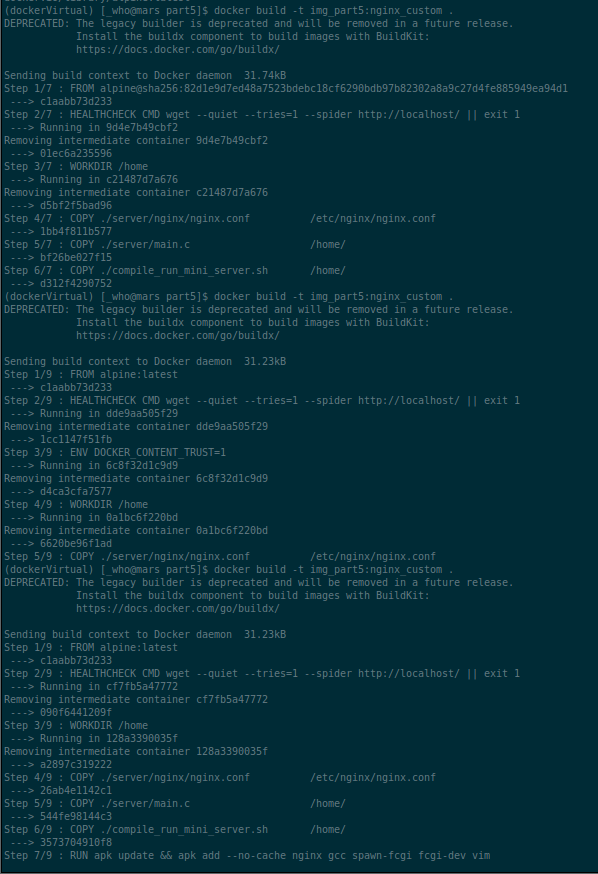 (dockerVirtual) [_who@mars part5]$ docker build -t img_part5:nginx_custom .
DEPRECATED: The legacy builder is deprecated and will be removed in a future release.
            Install the buildx component to build images with BuildKit:
            https://docs.docker.com/go/buildx/

Sending build context to Docker daemon  31.74kB
Step 1/7 : FROM alpine@sha256:82d1e9d7ed48a7523bdebc18cf6290bdb97b82302a8a9c27d4fe885949ea94d1
 ---> c1aabb73d233
Step 2/7 : HEALTHCHECK CMD wget --quiet --tries=1 --spider http://localhost/ || exit 1
 ---> Running in 9d4e7b49cbf2
Removing intermediate container 9d4e7b49cbf2
 ---> 01ec6a235596
Step 3/7 : WORKDIR /home
 ---> Running in c21487d7a676
Removing intermediate container c21487d7a676
 ---> d5bf2f5bad96
Step 4/7 : COPY ./server/nginx/nginx.conf          /etc/nginx/nginx.conf
 ---> 1bb4f811b577
Step 5/7 : COPY ./server/main.c                    /home/
 ---> bf26be027f15
Step 6/7 : COPY ./compile_run_mini_server.sh       /home/
 ---> d312f4290752
(dockerVirtual) [_who@mars part5]$ docker build -t img_part5:nginx_custom .
DEPRECATED: The legacy builder is deprecated and will be removed in a future release.
            Install the buildx component to build images with BuildKit:
            https://docs.docker.com/go/buildx/

Sending build context to Docker daemon  31.23kB
Step 1/9 : FROM alpine:latest
 ---> c1aabb73d233
Step 2/9 : HEALTHCHECK CMD wget --quiet --tries=1 --spider http://localhost/ || exit 1
 ---> Running in dde9aa505f29
Removing intermediate container dde9aa505f29
 ---> 1cc1147f51fb
Step 3/9 : ENV DOCKER_CONTENT_TRUST=1
 ---> Running in 6c8f32d1c9d9
Removing intermediate container 6c8f32d1c9d9
 ---> d4ca3cfa7577
Step 4/9 : WORKDIR /home
 ---> Running in 0a1bc6f220bd
Removing intermediate container 0a1bc6f220bd
 ---> 6620be96f1ad
Step 5/9 : COPY ./server/nginx/nginx.conf          /etc/nginx/nginx.conf
(dockerVirtual) [_who@mars part5]$ docker build -t img_part5:nginx_custom .
DEPRECATED: The legacy builder is deprecated and will be removed in a future release.
            Install the buildx component to build images with BuildKit:
            https://docs.docker.com/go/buildx/

Sending build context to Docker daemon  31.23kB
Step 1/9 : FROM alpine:latest
 ---> c1aabb73d233
Step 2/9 : HEALTHCHECK CMD wget --quiet --tries=1 --spider http://localhost/ || exit 1
 ---> Running in cf7fb5a47772
Removing intermediate container cf7fb5a47772
 ---> 090f6441209f
Step 3/9 : WORKDIR /home
 ---> Running in 128a3390035f
Removing intermediate container 128a3390035f
 ---> a2897c319222
Step 4/9 : COPY ./server/nginx/nginx.conf          /etc/nginx/nginx.conf
 ---> 26ab4e1142c1
Step 5/9 : COPY ./server/main.c                    /home/
 ---> 544fe98144c3
Step 6/9 : COPY ./compile_run_mini_server.sh       /home/
 ---> 3573704910f8
Step 7/9 : RUN apk update && apk add --no-cache nginx gcc spawn-fcgi fcgi-dev vim